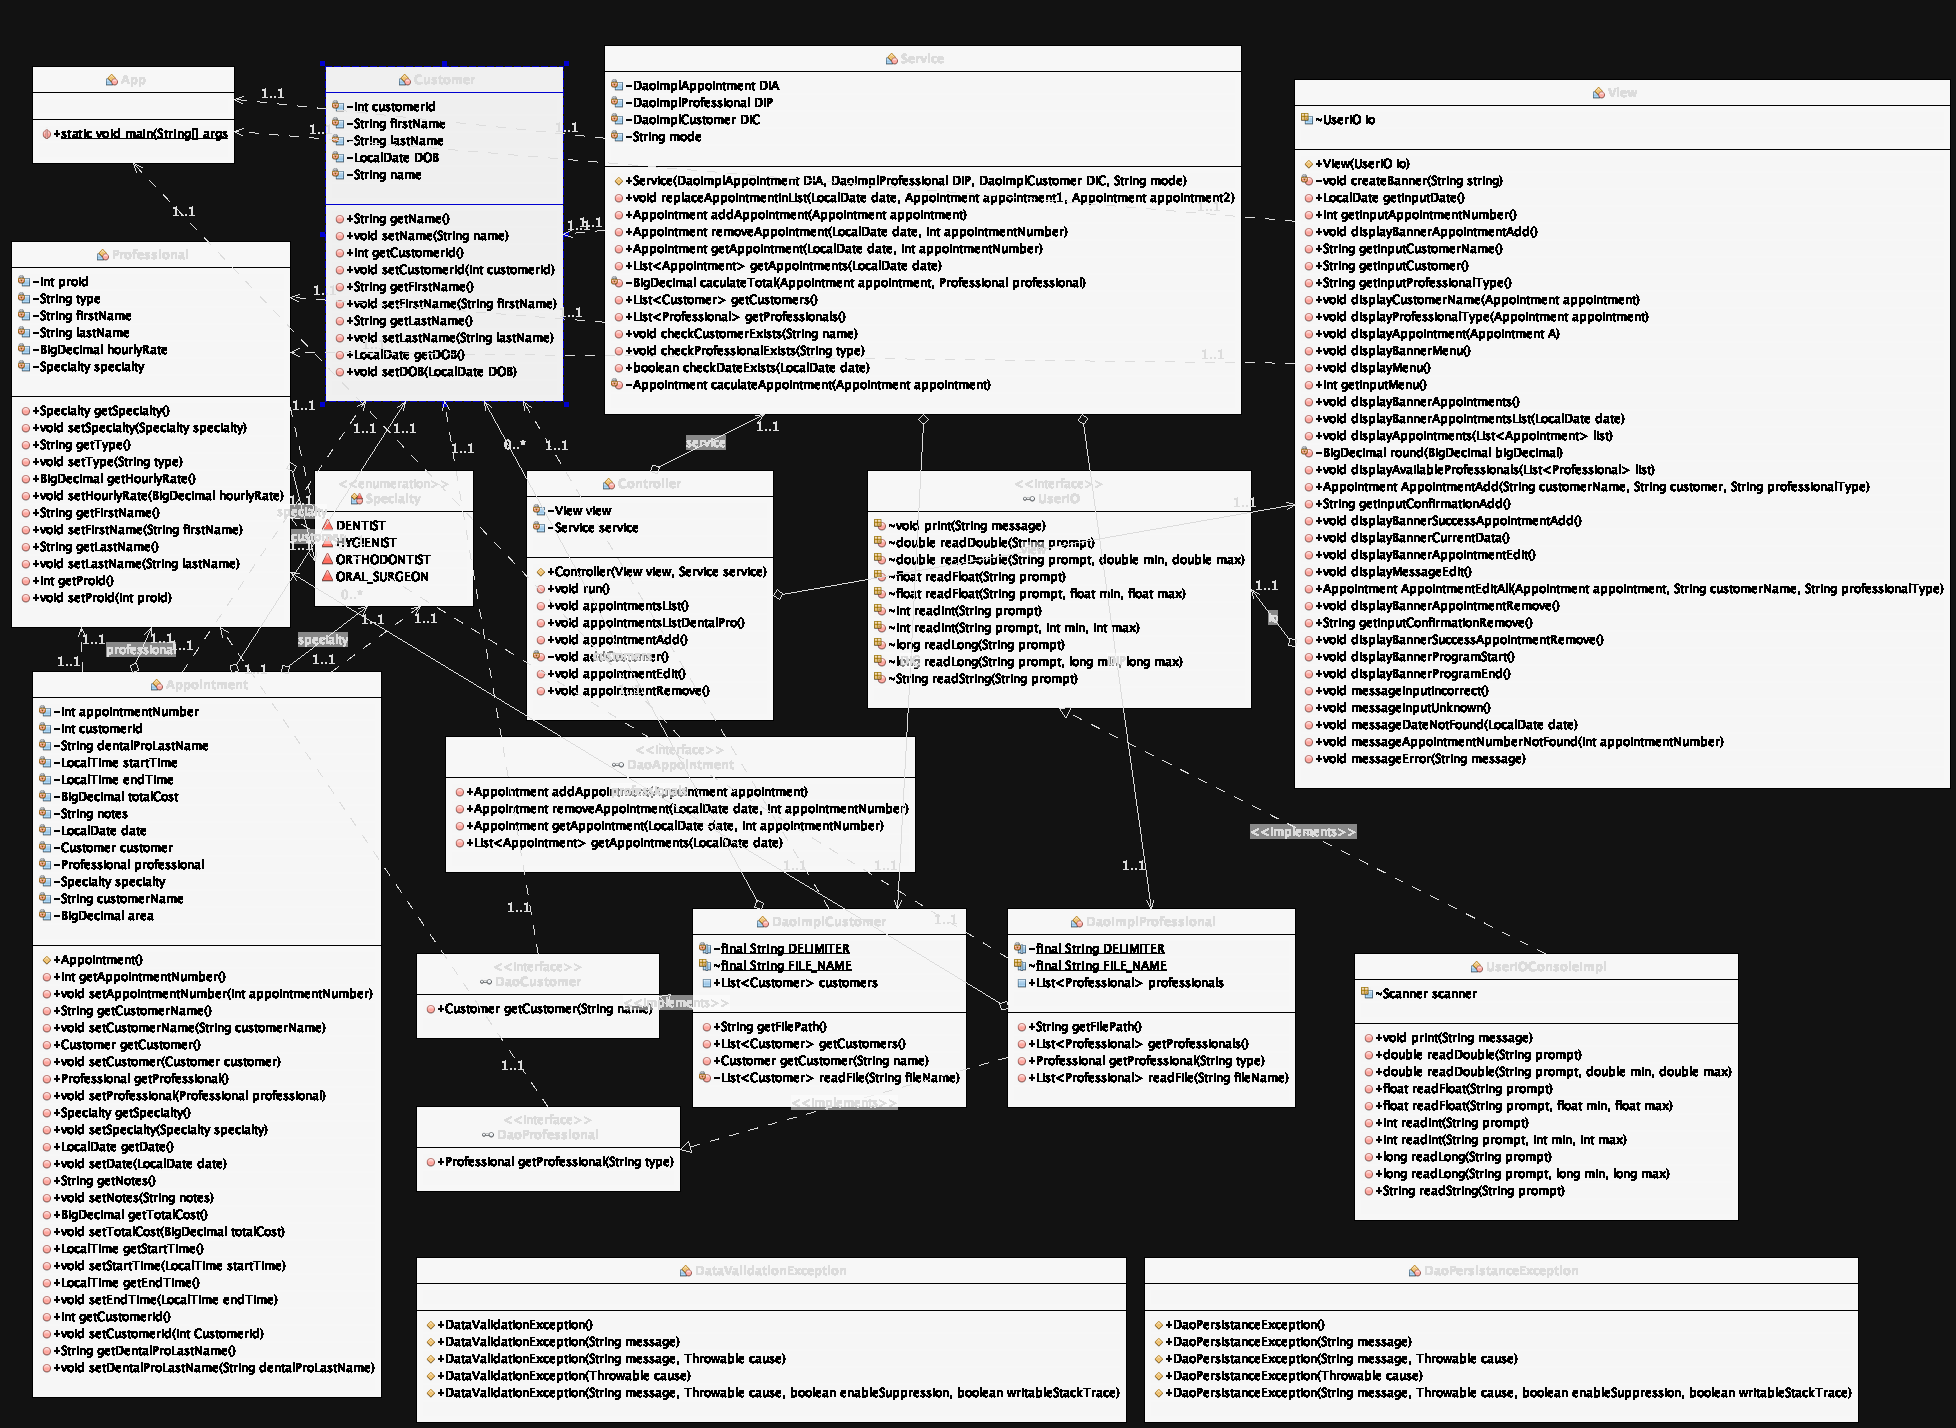 App
+static void main(String[] args
Customer
-int customerId
-String firstName
-String lastName
-LocalDate DOB
-String name
+String getName()
+void setName(String name)
+int getCustomerId()
+void setCustomerId(int customerId)
+String getFirstName()
+void setFirstName(String firstName)
+String getLastName()
+void setLastName(String lastName)
+LocalDate getDOB()
+void setDOB(LocalDate DOB)
Service
-DaoImplAppointment DIA
-DaoImplProfessional DIP
-DaoImplCustomer DIC
-String mode
+Service(DaoImplAppointment DIA, DaoImplProfessional DIP, DaoImplCustomer DIC, String mode)
+void replaceAppointmentInList(LocalDate date, Appointment appointment1, Appointment appointment2)
+Appointment addAppointment(Appointment appointment)
+Appointment removeAppointment(LocalDate date, int appointmentNumber)
+Appointment getAppointment(LocalDate date, int appointmentNumber)
+List<Appointment> getAppointments(LocalDate date)
-BigDecimal caculateTotal(Appointment appointment, Professional professional)
+List<Customer> getCustomers()
+List<Professional> getProfessionals()
+void checkCustomerExists(String name)
+void checkProfessionalExists(String type)
+boolean checkDateExists(LocalDate date)
-Appointment caculateAppointment(Appointment appointment)
View
~UserIO io
+View(UserIO io)
-void createBanner(String string)
+LocalDate getInputDate()
+int getInputAppointmentNumber()
+void displayBannerAppointmentAdd()
+String getInputCustomerName()
+String getInputCustomer()
+String getInputProfessionalType()
+void displayCustomerName(Appointment appointment)
+void displayProfessionalType(Appointment appointment)
+void displayAppointment(Appointment A)
+void displayBannerMenu()
+void displayMenu()
+int getInputMenu()
+void displayBannerAppointments()
+void displayBannerAppointmentsList(LocalDate date)
+void displayAppointments(List<Appointment> list)
-BigDecimal round(BigDecimal bigDecimal)
+void displayAvailableProfessionals(List<Professional> list)
+Appointment AppointmentAdd(String customerName, String customer, String professionalType)
+String getInputConfirmationAdd()
+void displayBannerSuccessAppointmentAdd()
+void displayBannerCurrentData()
+void displayBannerAppointmentEdit()
+void displayMessageEdit()
+Appointment AppointmentEditAll(Appointment appointment, String customerName, String professionalType)
+void displayBannerAppointmentRemove()
+String getInputConfirmationRemove()
+void displayBannerSuccessAppointmentRemove()
+void displayBannerProgramStart()
+void displayBannerProgramEnd()
+void messageInputIncorrect()
+void messageInputUnknown()
+void messageDateNotFound(LocalDate date)
+void messageAppointmentNumberNotFound(int appointmentNumber)
+void messageError(String message)
Professional
-int proId
-String type
-String firstName
-String lastName
-BigDecimal hourlyRate
-Specialty specialty
+Specialty getSpecialty()
+void setSpecialty(Specialty specialty)
+String getType()
+void setType(String type)
+BigDecimal getHourlyRate()
+void setHourlyRate(BigDecimal hourlyRate)
+String getFirstName()
+void setFirstName(String firstName)
+String getLastName()
+void setLastName(String lastName)
+int getProId()
+void setProId(int proId)
<<enumeration>>
Specialty
DENTIST
HYGIENIST
ORTHODONTIST
ORAL_SURGEON
0..*
Controller
-View view
-Service service
+Controller(View view, Service service)
+void run()
+void appointmentsList()
+void appointmentsListDentalPro()
+void appointmentAdd()
-void addCustomer()
+void appointmentEdit()
+void appointmentRemove()
<<interface>>
UserIO
~void print(String message)
~double readDouble(String prompt)
~double readDouble(String prompt, double min, double max)
~float readFloat(String prompt)
~float readFloat(String prompt, float min, float max)
~int readInt(String prompt)
~int readInt(String prompt, int min, int max)
~long readLong(String prompt)
~long readLong(String prompt, long min, long max)
~String readString(String prompt)
Appointment
-int appointmentNumber
-int customerId
-String dentalProLastName
-LocalTime startTime
-LocalTime endTime
-BigDecimal totalCost
-String notes
-LocalDate date
-Customer customer
-Professional professional
-Specialty specialty
-String customerName
-BigDecimal area
+Appointment()
+int getAppointmentNumber()
+void setAppointmentNumber(int appointmentNumber)
+String getCustomerName()
+void setCustomerName(String customerName)
+Customer getCustomer()
+void setCustomer(Customer customer)
+Professional getProfessional()
+void setProfessional(Professional professional)
+Specialty getSpecialty()
+void setSpecialty(Specialty specialty)
+LocalDate getDate()
+void setDate(LocalDate date)
+String getNotes()
+void setNotes(String notes)
+BigDecimal getTotalCost()
+void setTotalCost(BigDecimal totalCost)
+LocalTime getStartTime()
+void setStartTime(LocalTime startTime)
+LocalTime getEndTime()
+void setEndTime(LocalTime endTime)
+int getCustomerId()
+void setCustomerId(int CustomerId)
+String getDentalProLastName()
+void setDentalProLastName(String dentalProLastName)
<<interface>>
DaoAppointment
+Appointment addAppointment(Appointment appointment)
+Appointment removeAppointment(LocalDate date, int appointmentNumber)
+Appointment getAppointment(LocalDate date, int appointmentNumber)
+List<Appointment> getAppointments(LocalDate date)
<<interface>>
DaoCustomer
+Customer getCustomer(String name)
DaoImplCustomer
-final String DELIMITER
~final String FILE_NAME
+List<Customer> customers
+String getFilePath()
+List<Customer> getCustomers()
+Customer getCustomer(String name)
-List<Customer> readFile(String fileName)
DaoImplProfessional
-final String DELIMITER
~final String FILE_NAME
+List<Professional> professionals
+String getFilePath()
+List<Professional> getProfessionals()
+Professional getProfessional(String type)
+List<Professional> readFile(String fileName)
<<interface>>
DaoProfessional
+Professional getProfessional(String type)
UserIOConsoleImpl
~Scanner scanner
+void print(String message)
+double readDouble(String prompt)
+double readDouble(String prompt, double min, double max)
+float readFloat(String prompt)
+float readFloat(String prompt, float min, float max)
+int readInt(String prompt)
+int readInt(String prompt, int min, int max)
+long readLong(String prompt)
+long readLong(String prompt, long min, long max)
+String readString(String prompt)
DataValidationException
+DataValidationException()
+DataValidationException(String message)
+DataValidationException(String message, Throwable cause)
+DataValidationException(Throwable cause)
+DataValidationException(String message, Throwable cause, boolean enableSuppression, boolean writableStackTrace)
DaoPersistanceException
+DaoPersistanceException()
+DaoPersistanceException(String message)
+DaoPersistanceException(String message, Throwable cause)
+DaoPersistanceException(Throwable cause)
+DaoPersistanceException(String message, Throwable cause, boolean enableSuppression, boolean writableStackTrace)
1..1
1..1
1..1
service
1..1
0..*
1..1
specialty
professional
io
1..1
<<implements>>
<<implements>>
<<implements>>
1..1
1..1
1..1